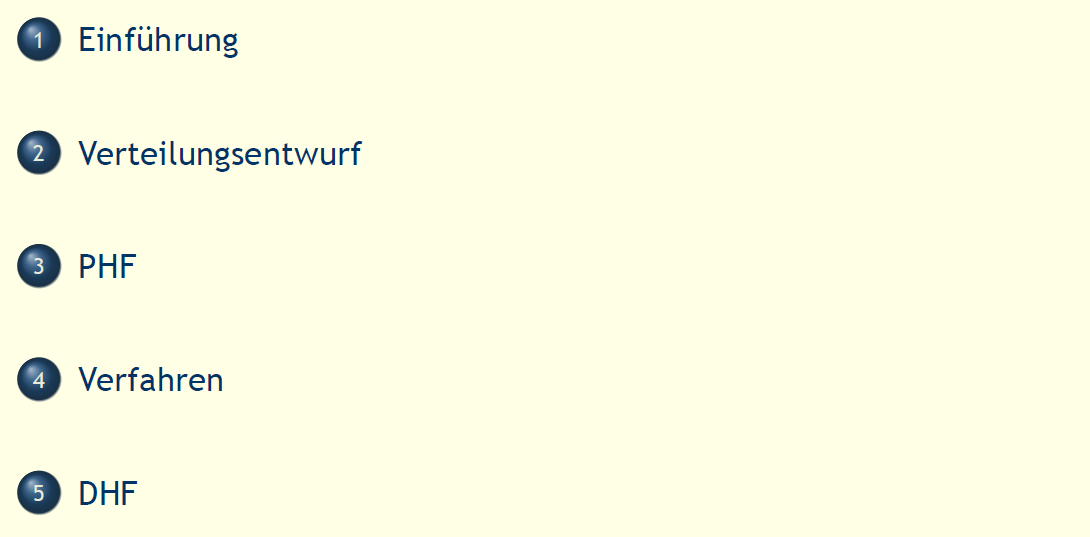 1 Einführung
2 Verteilungsentwurf
3 PHF
4 Verfahren
5 DHF